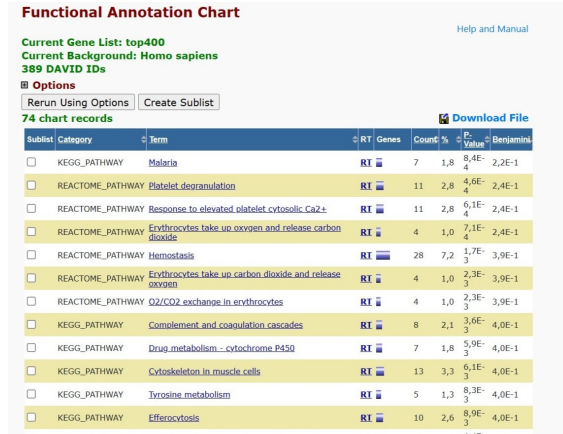 Functional Annotation Chart
Help and Manual
Current Gene List: top400
Current Background: Homo sapiens
389 DAVID IDs
Options
Rerun Using Options Create Sublist
74 chart records Download File
Sublist Category Term RT Genes Count % P-Value Benjamini
KEGG_PATHWAY Malaria RT 7 1,8 8,4E-4 2,2E-1
REACTOME_PATHWAY Platelet degranulation RT 11 2,8 4,6E-4 2,4E-1
REACTOME_PATHWAY Response to elevated platelet cytosolic Ca2+ RT 11 2,8 6,1E-4 2,4E-1
REACTOME_PATHWAY Erythrocytes take up oxygen and release carbon dioxide RT 4 1,0 7,1E-4 2,4E-1
REACTOME_PATHWAY Hemostasis RT 28 7,2 1,7E-3 3,9E-1
REACTOME_PATHWAY Erythrocytes take up carbon dioxide and release oxygen RT 4 1,0 2,3E-3 3,9E-1
REACTOME_PATHWAY O2/CO2 exchange in erythrocytes RT 4 1,0 2,3E-3 3,9E-1
KEGG_PATHWAY Complement and coagulation cascades RT 8 2,1 3,6E-3 4,0E-1
KEGG_PATHWAY Drug metabolism - cytochrome P450 RT 7 1,8 5,9E-3 4,0E-1
KEGG_PATHWAY Cytoskeleton in muscle cells RT 13 3,3 6,1E-3 4,0E-1
KEGG_PATHWAY Tyrosine metabolism RT 5 1,3 8,3E-3 4,0E-1
KEGG_PATHWAY Efferocytosis RT 10 2,6 8,9E-3 4,0E-1